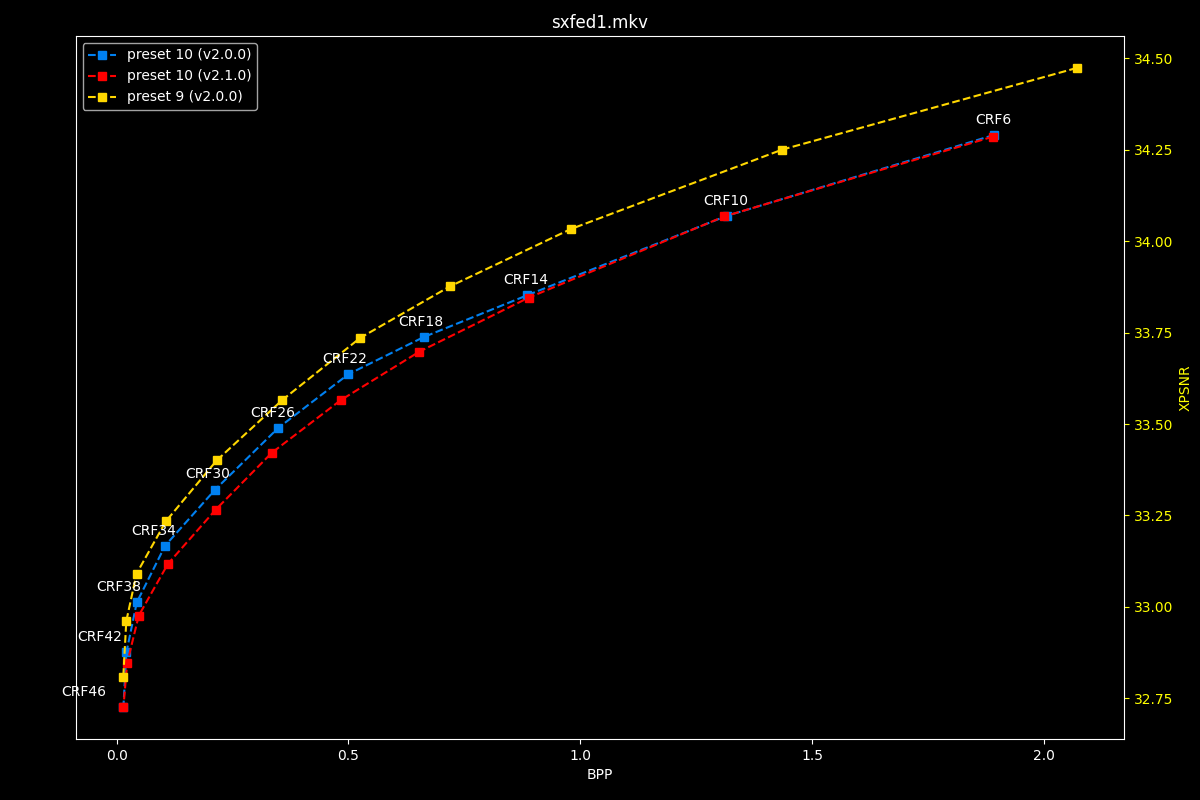 sxfed1.mkv
preset 10 (v2.0.0)
preset 10 (v2.1.0)
preset 9 (v2.0.0)
34.50
CRF6
34.25
CRF10
34.00
CRF14
CRF18
33.75
CRF22
XPSNR
CRF26
33.50
CRF30
CRF34
33.25
CRF38
33.00
CRF42
CRF46
32.75
0.0 0.5 1.0 1.5 2.0
BPP